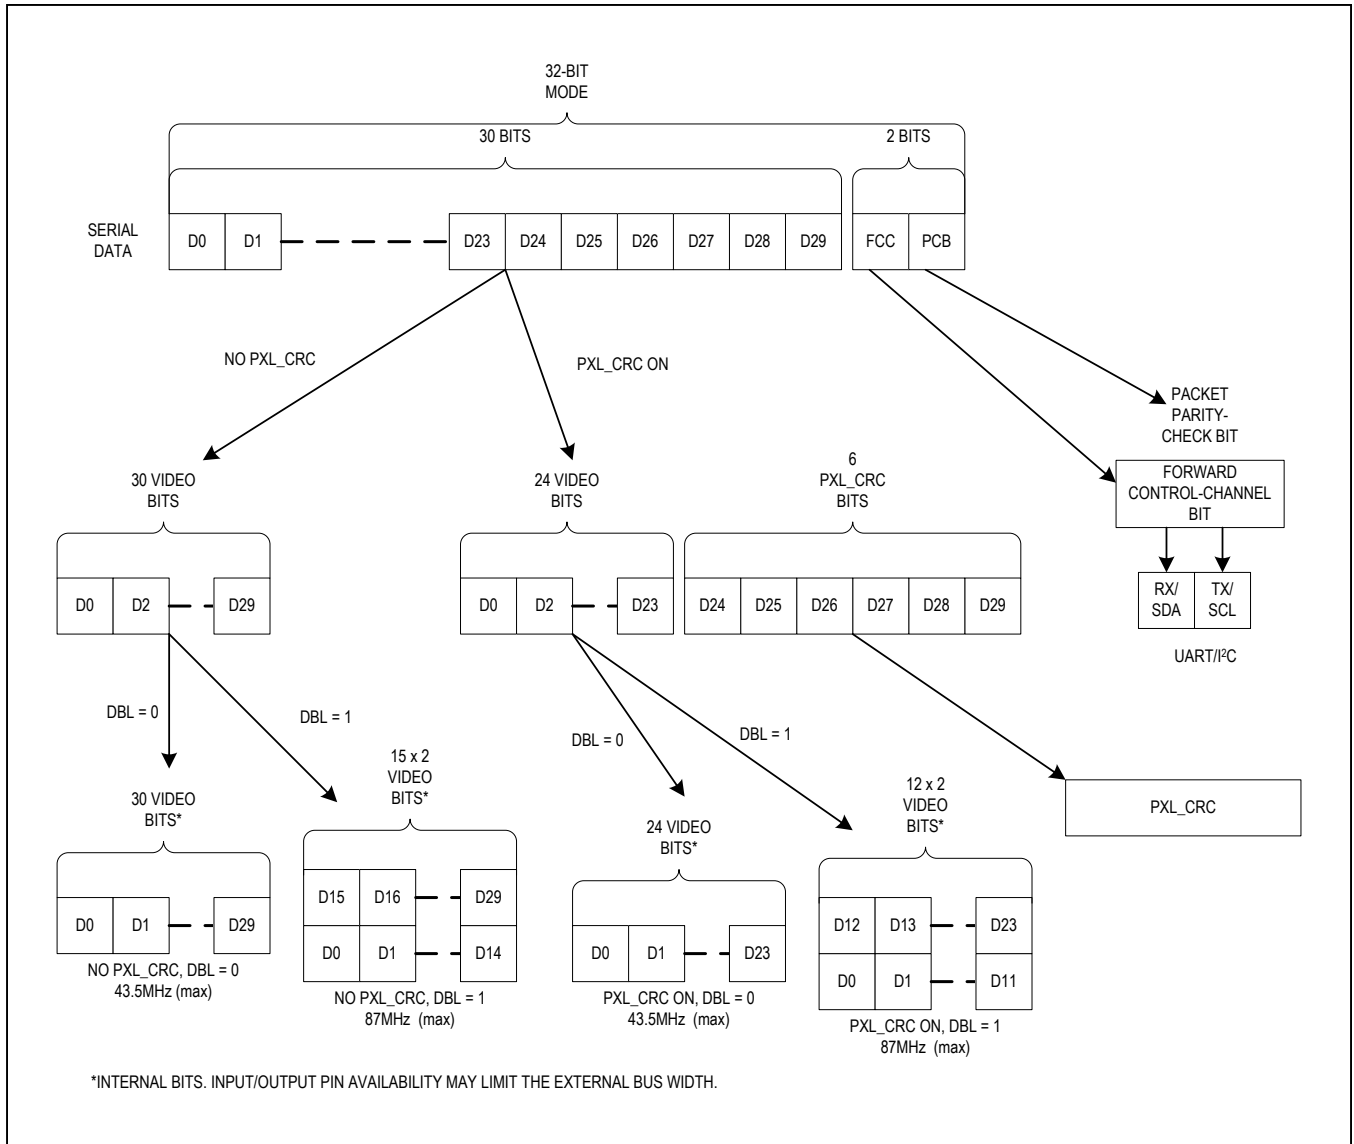 32-BIT
MODE
30 BITS
2 BITS
SERIAL
DATA
D0
D1
D23
D24
D25
D26
D27
D28
D29
FCC
PCB
NO PXL_CRC
PXL_CRC ON
PACKET
PARITY-
CHECK BIT
30 VIDEO
BITS
24 VIDEO
BITS
6
PXL_CRC
BITS
FORWARD
CONTROL-CHANNEL
BIT
D0
D2
D29
D0
D2
D23
D24
D25
D26
D27
D28
D29
RX/
SDA
TX/
SCL
UART/I²C
DBL = 0
DBL = 1
DBL = 0
DBL = 1
30 VIDEO
BITS*
15 x 2
VIDEO
BITS*
24 VIDEO
BITS*
12 x 2
VIDEO
BITS*
PXL_CRC
D0
D1
D29
NO PXL_CRC, DBL = 0
43.5MHz (max)
D15
D16
D29
D0
D1
D14
NO PXL_CRC, DBL = 1
87MHz (max)
D0
D1
D23
PXL_CRC ON, DBL = 0
43.5MHz (max)
D12
D13
D23
D0
D1
D11
PXL_CRC ON, DBL = 1
87MHz (max)
*INTERNAL BITS. INPUT/OUTPUT PIN AVAILABILITY MAY LIMIT THE EXTERNAL BUS WIDTH.